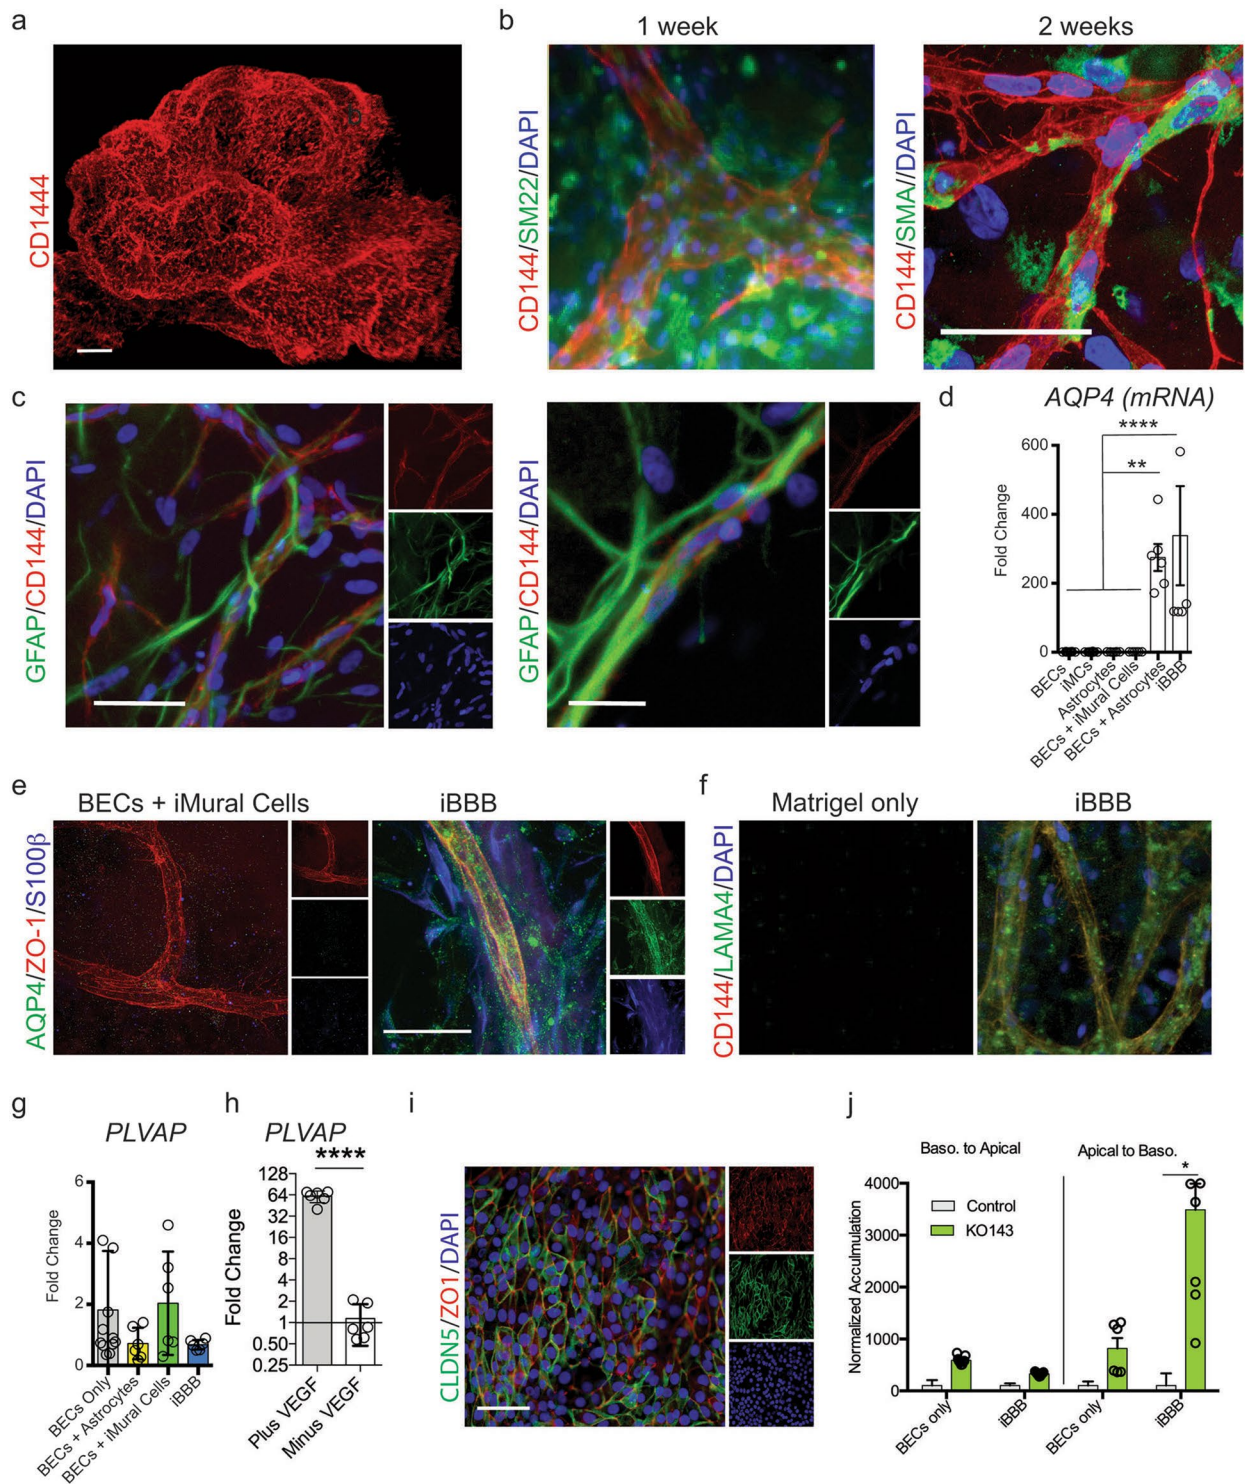 a
CD1444
b
1 week
2 weeks
CD144/SM22/DAPI
CD144/SMA//DAPI
c
GFAP/CD144/DAPI
GFAP/CD144/DAPI
d
AQP4 (mRNA)
****
**
Fold Change
600
400
200
0
BECs
iMCs
Astrocytes
BECs + iMural Cells
BECs + Astrocytes
iBBB
e
BECs + iMural Cells
iBBB
AQP4/ZO-1/S100β
f
Matrigel only
iBBB
CD144/LAMA4/DAPI
g
PLVAP
Fold Change
6
4
2
0
BECs Only
BECs + Astrocytes
BECs + iMural Cells
iBBB
h
PLVAP
****
Fold Change
128
64
32
16
8
4
2
1
0.50
0.25
Plus VEGF
Minus VEGF
i
CLDN5/ZO1/DAPI
j
Baso. to Apical
Apical to Baso.
*
Control
KO143
Normalized Acculmulation
4000
3000
2000
1000
0
BECs only
iBBB
BECs only
iBBB